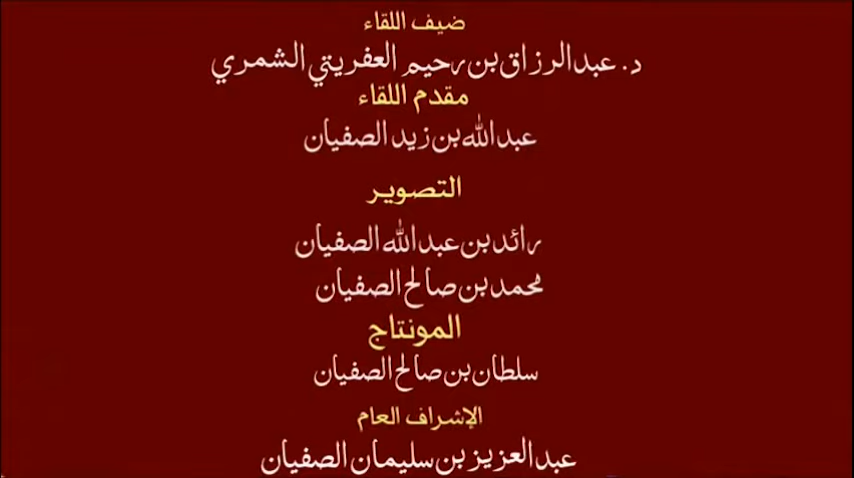 ضيف اللقاء
د. عبدالرزاق بن رحيم العفريتي الشمري
مقدم اللقاء
عبدالله بن زيد الصفيان
التصوير
رائد بن عبدالله الصفيان
محمد بن صالح الصفيان
المونتاج
سلطان بن صالح الصفيان
الإشراف العام
عبدالعزيز بن سليمان الصفيان